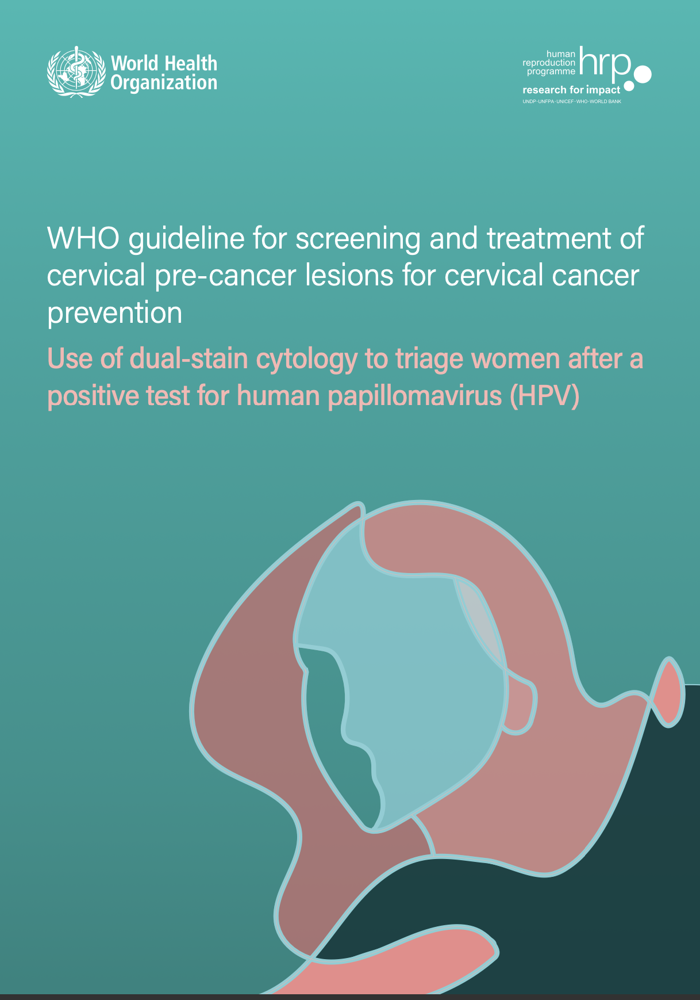 World Health
Organization
human
reproduction
programme
hrp
research for impact
UNDP·UNFPA·UNICEF·WHO·WORLD BANK
WHO guideline for screening and treatment of
cervical pre-cancer lesions for cervical cancer
prevention
Use of dual-stain cytology to triage women after a
positive test for human papillomavirus (HPV)